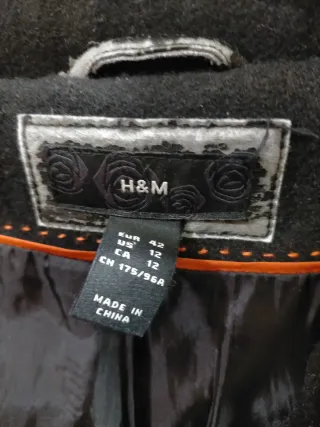 H&M
EUR 42
US 12
CA 12
CN 175/96A
MADE IN
CHINA